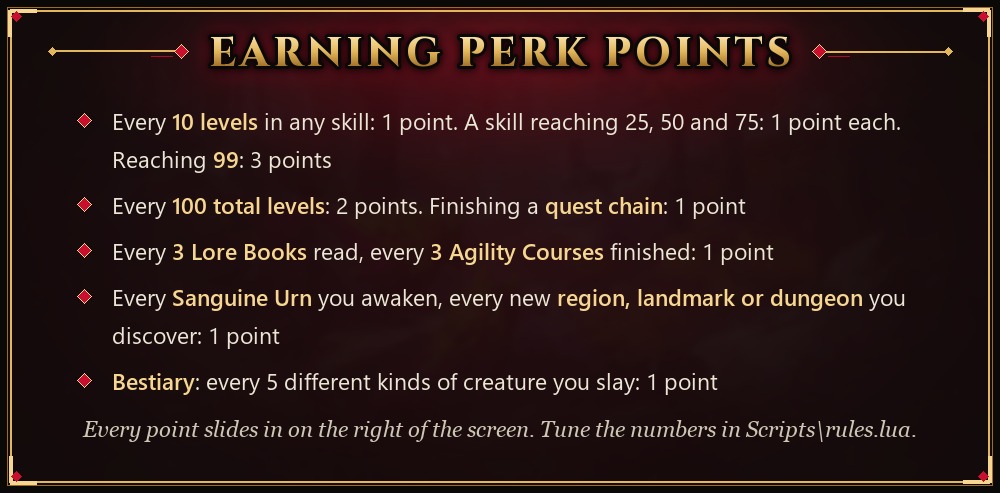 EARNING PERK POINTS
Every 10 levels in any skill: 1 point. A skill reaching 25, 50 and 75: 1 point each.
Reaching 99: 3 points
Every 100 total levels: 2 points. Finishing a quest chain: 1 point
Every 3 Lore Books read, every 3 Agility Courses finished: 1 point
Every Sanguine Urn you awaken, every new region, landmark or dungeon you
discover: 1 point
Bestiary: every 5 different kinds of creature you slay: 1 point
Every point slides in on the right of the screen. Tune the numbers in Scripts\rules.lua.